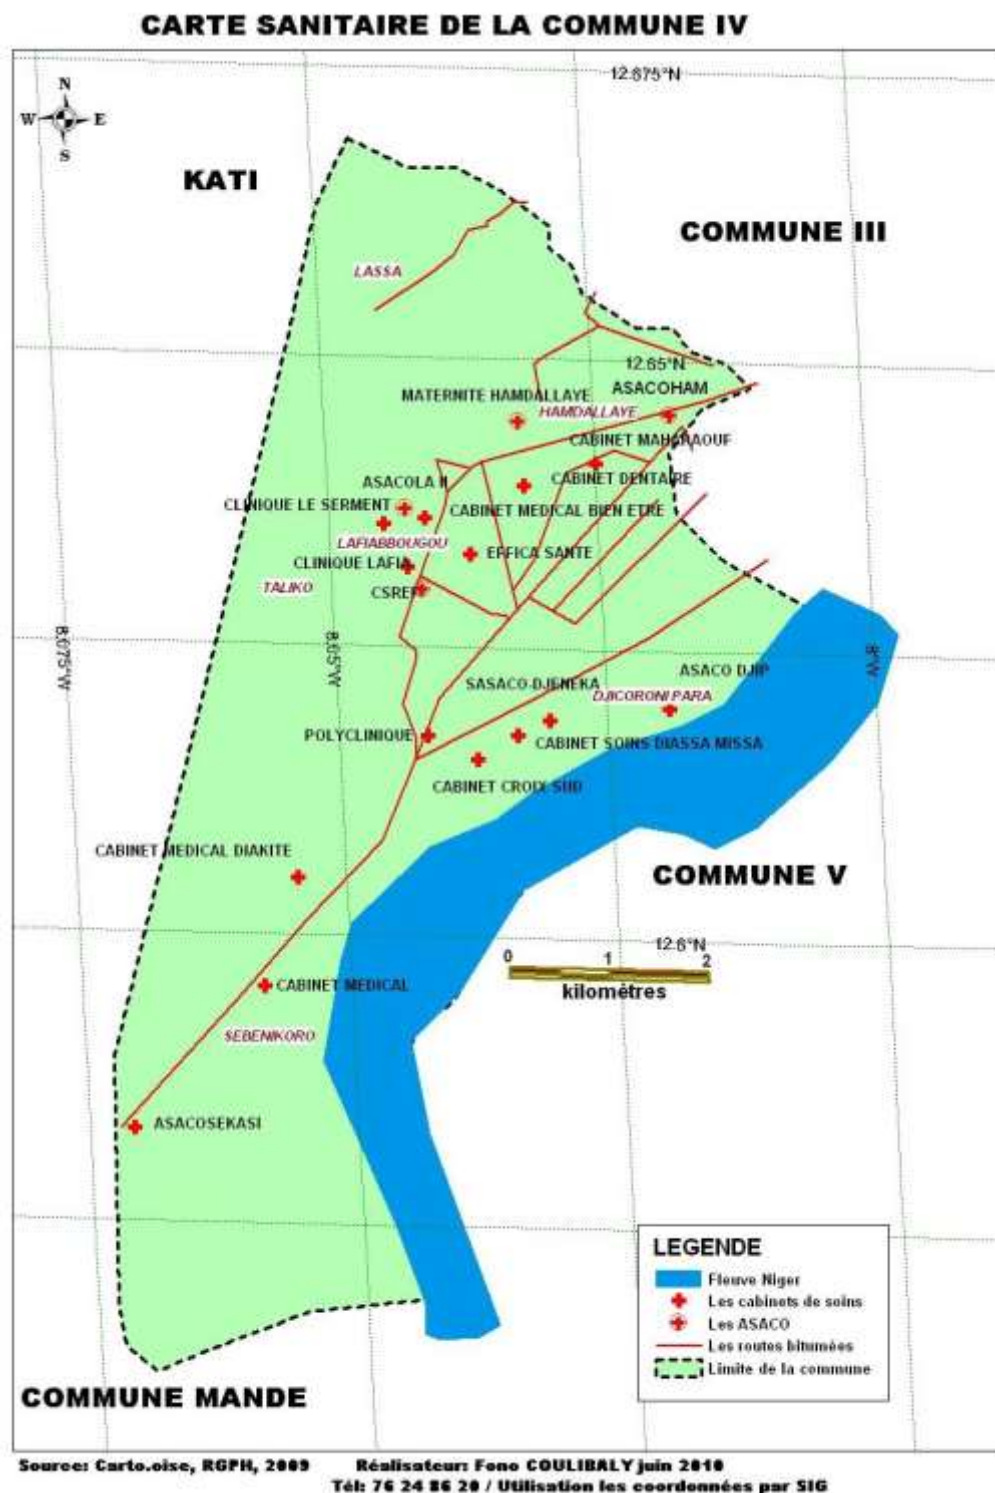 CARTE SANITAIRE DE LA COMMUNE IV
12.675°N
N
W E
S
KATI
COMMUNE III
LASSA
12.65°N
MATERNITE HAMDALLAYE
ASACOHAM
HAMDALLAYE
CABINET MAHARAOUF
CABINET DENTAIRE
ASACOLA II
CLINIQUE LE SERMENT
CABINET MEDICAL BIEN ETRE
LAFIABBOUGOU
EFFICA SANTE
CLINIQUE LAFIA
TALIKO
CSREF
8.075°W
8.05°W
8°W
ASACO DJIP
SASACO-DJENEKA
DJICORONI PARA
POLYCLINIQUE
CABINET SOINS DIASSA MISSA
CABINET CROIX SUD
CABINET MEDICAL DIAKITE
COMMUNE V
12.6°N
0 1 2
kilomètres
CABINET MEDICAL
SEBENIKORO
ASACOSEKASI
LEGENDE
Fleuve Niger
Les cabinets de soins
Les ASACO
Les routes bitumées
Limite de la commune
COMMUNE MANDE
Source: Carto.oise, RGPH, 2009 Réalisateur: Fono COULIBALY juin 2010
Tél: 76 24 86 20 / Utilisation les coordonnées par SIG